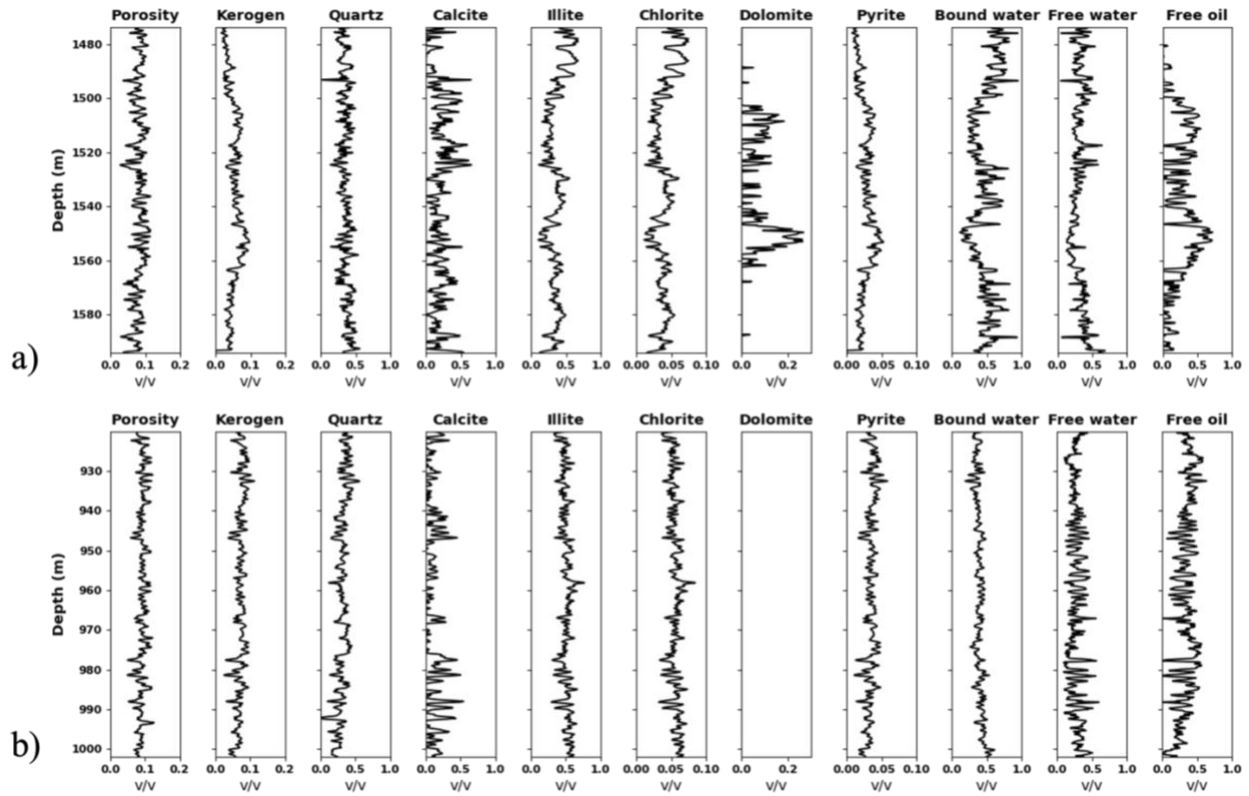 Porosity Kerogen Quartz Calcite Illite Chlorite Dolomite Pyrite Bound water Free water Free oil
1480
1500
1520
1540
1560
1580
Depth (m)
a)
0.0 0.1 0.2 0.0 0.1 0.2 0.0 0.5 1.0 0.0 0.5 1.0 0.0 0.5 1.0 0.00 0.05 0.10 0.0 0.2 0.00 0.05 0.10 0.0 0.5 1.0 0.0 0.5 1.0 0.0 0.5 1.0
v/v v/v v/v v/v v/v v/v v/v v/v v/v v/v v/v
Porosity Kerogen Quartz Calcite Illite Chlorite Dolomite Pyrite Bound water Free water Free oil
930
940
950
960
970
980
990
1000
Depth (m)
b)
0.0 0.1 0.2 0.0 0.1 0.2 0.0 0.5 1.0 0.0 0.5 1.0 0.0 0.5 1.0 0.00 0.05 0.10 0.0 0.2 0.00 0.05 0.10 0.0 0.5 1.0 0.0 0.5 1.0 0.0 0.5 1.0
v/v v/v v/v v/v v/v v/v v/v v/v v/v v/v v/v